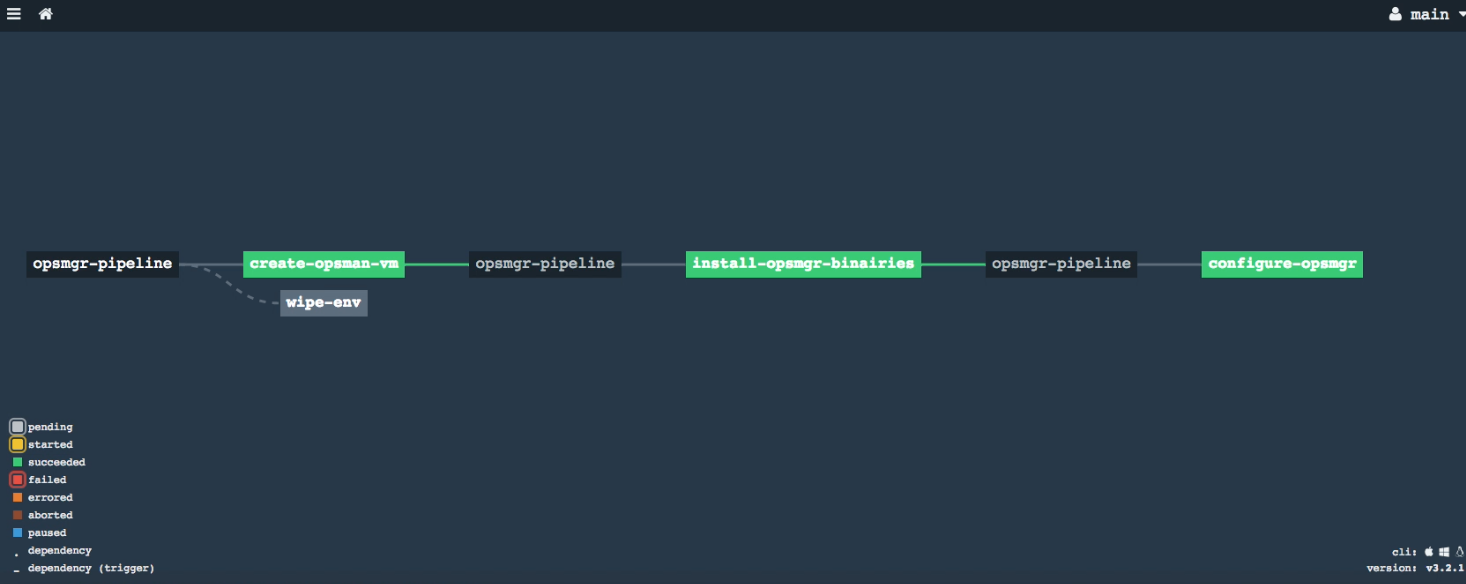 main
opsmgr-pipeline create-opsman-vm opsmgr-pipeline install-opsmgr-binairies opsmgr-pipeline configure-opsmgr
wipe-env
pending
started
succeeded
failed
errored
aborted
paused
dependency
dependency (trigger)
cli:
version: v3.2.1